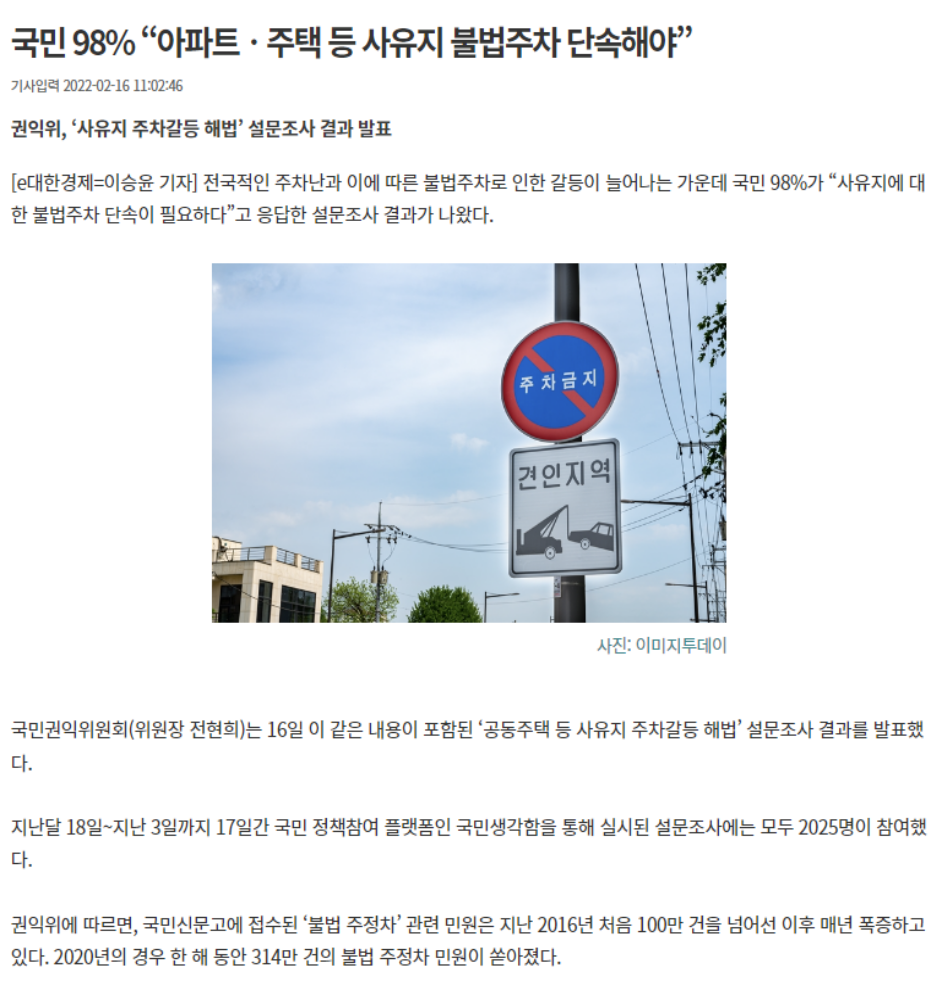 국민 98% “아파트ㆍ주택 등 사유지 불법주차 단속해야”
기사입력 2022-02-16 11:02:46
권익위, ‘사유지 주차갈등 해법’ 설문조사 결과 발표
[e대한경제=이승윤 기자] 전국적인 주차난과 이에 따른 불법주차로 인한 갈등이 늘어나는 가운데 국민 98%가 “사유지에 대
한 불법주차 단속이 필요하다”고 응답한 설문조사 결과가 나왔다.
주차금지
견인지역
사진: 이미지투데이
국민권익위원회(위원장 전현희)는 16일 이 같은 내용이 포함된 ‘공동주택 등 사유지 주차갈등 해법’ 설문조사 결과를 발표했
다.
지난달 18일~지난 3일까지 17일간 국민 정책참여 플랫폼인 국민생각함을 통해 실시된 설문조사에는 모두 2025명이 참여했
다.
권익위에 따르면, 국민신문고에 접수된 ‘불법 주정차’ 관련 민원은 지난 2016년 처음 100만 건을 넘어선 이후 매년 폭증하고
있다. 2020년의 경우 한 해 동안 314만 건의 불법 주정차 민원이 쏟아졌다.